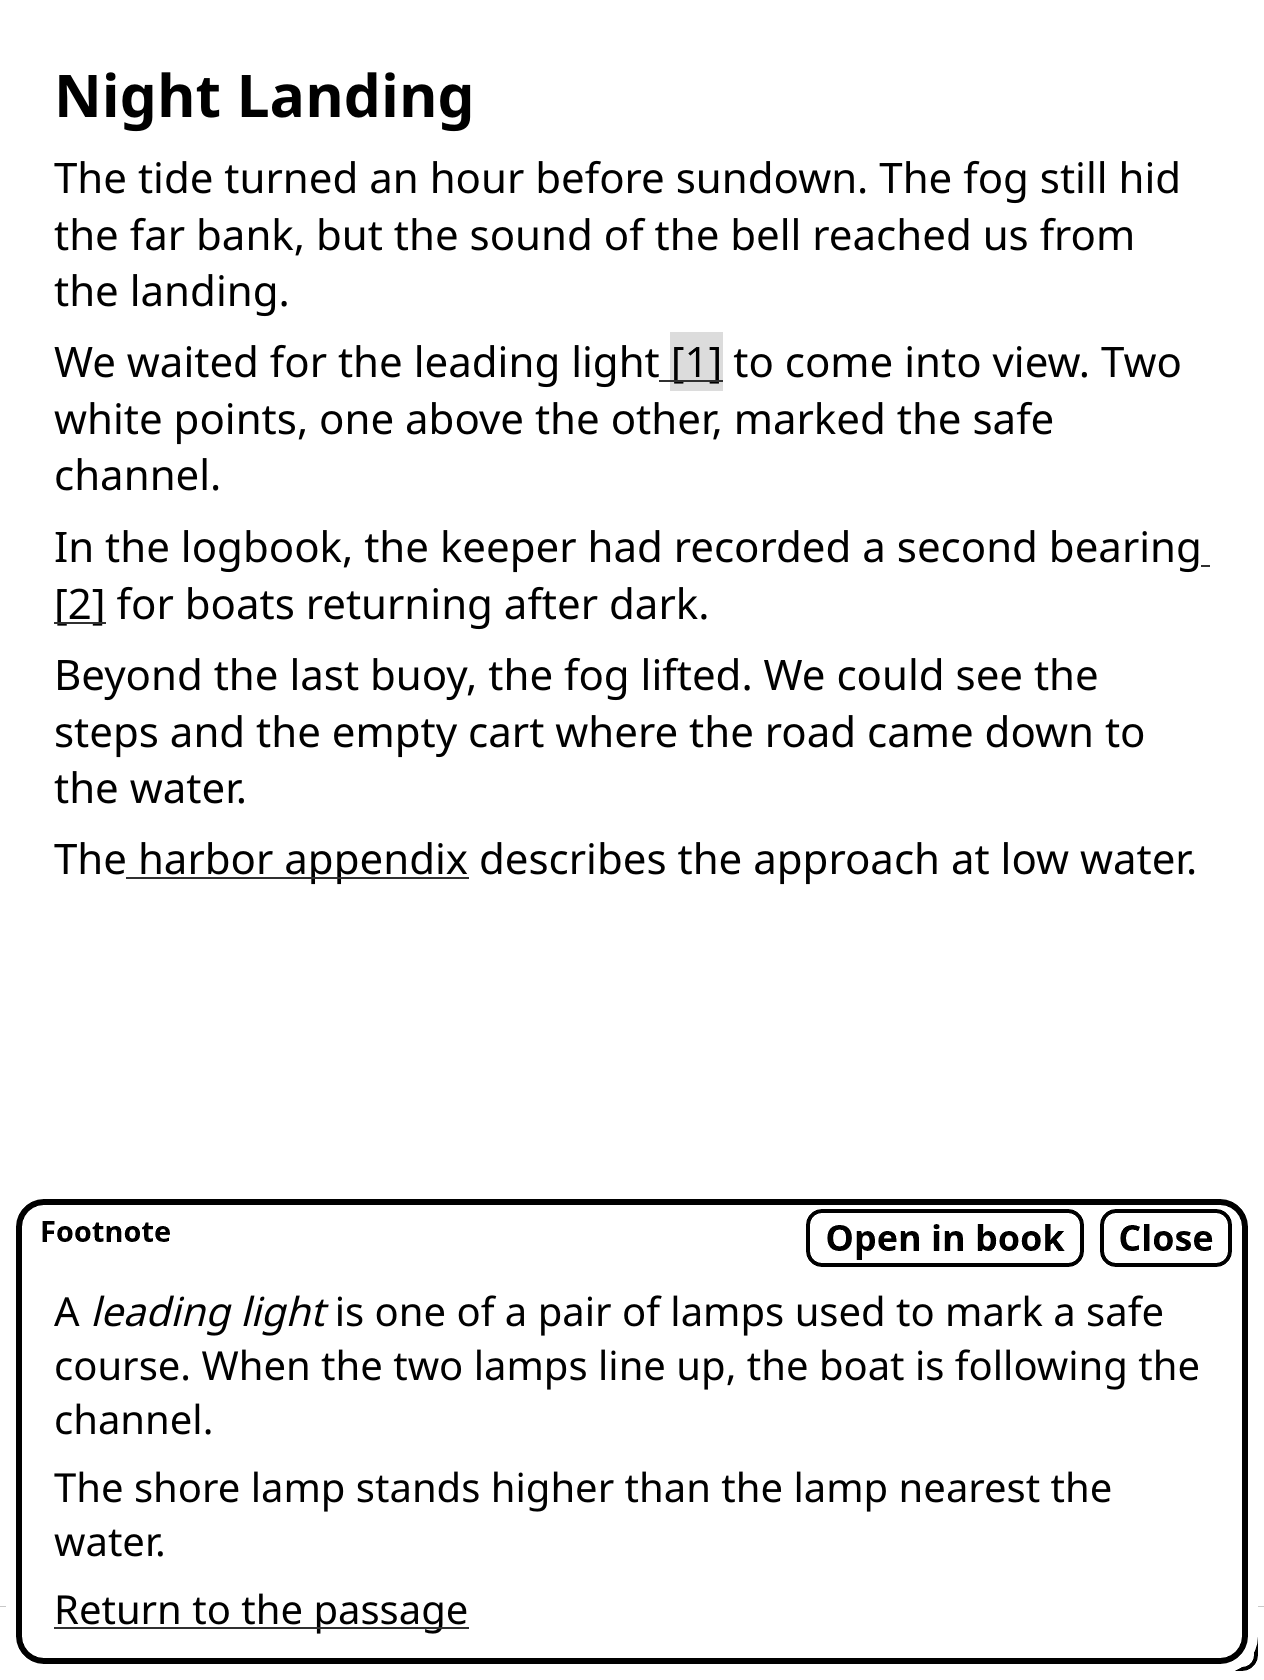 Night Landing
The tide turned an hour before sundown. The fog still hid
the far bank, but the sound of the bell reached us from
the landing.
We waited for the leading light [1] to come into view. Two
white points, one above the other, marked the safe
channel.
In the logbook, the keeper had recorded a second bearing
[2] for boats returning after dark.
Beyond the last buoy, the fog lifted. We could see the
steps and the empty cart where the road came down to
the water.
The harbor appendix describes the approach at low water.
Footnote
Open in book
Close
A leading light is one of a pair of lamps used to mark a safe
course. When the two lamps line up, the boat is following the
channel.
The shore lamp stands higher than the lamp nearest the
water.
Return to the passage